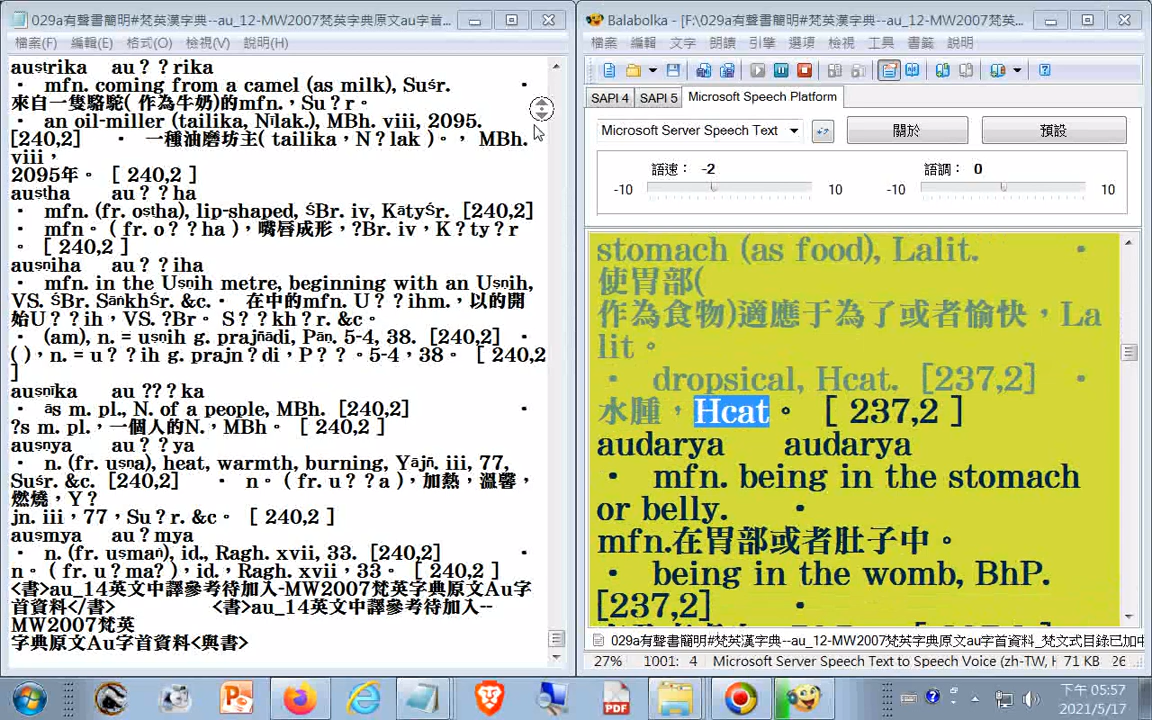 029a有聲書簡明#梵英漢字典--au_12-MW2007梵英字典原文au字首...
檔案(F) 編輯(E) 格式(O) 檢視(V) 說明(H)
auṣṭrika au??rika
• mfn. coming from a camel (as milk), Suśr. •
來自一隻駱駝( 作為牛奶)的mfn.，Su?r。
• an oil-miller (tailika, Nīlak.), MBh. viii, 2095.
[240,2] • 一種油磨坊主( tailika，N?lak )。， MBh.
viii，
2095年。 [ 240,2 ]
auṣṭha au??ha
• mfn. (fr. oṣṭha), lip-shaped, ŚBr. iv, KātyŚr. [240,2]
• mfn。( fr. o??ha )，嘴唇成形，?Br. iv，K?ty?r
。 [ 240,2 ]
auṣṇiha au??iha
• mfn. in the Uṣṇih metre, beginning with an Uṣṇih,
VS. ŚBr. ŚāṅkhŚr. &c. • 在中的mfn. U??ihm.，以的開
始U??ih，VS. ?Br。 S??kh?r. &c。
• (am), n. = uṣṇih g. prajñādi, Pāṇ. 5-4, 38. [240,2]
( )，n. = u??ih g. prajn?di，P??。5-4，38。 [ 240,2
]
auṣṇīka au???ka
• ās m. pl., N. of a people, MBh. [240,2] •
?s m. pl.，一個人的N.，MBh。 [ 240,2 ]
auṣṇya au??ya
• n. (fr. uṣṇa), heat, warmth, burning, Yājñ. iii, 77,
Suśr. &c. [240,2] • n。( fr. u??a )，加熱，溫馨，
燃燒，Y?
jn. iii，77，Su?r. &c。 [ 240,2 ]
auṣmya au?mya
• n. (fr. uṣman), id., Ragh. xvii, 33. [240,2] •
n。( fr. u?ma?)，id.，Ragh. xvii，33。 [ 240,2 ]
<書>au_14英文中譯參考待加入-MW2007梵英字典原文Au字
首資料</書> <書>au_14英文中譯參考待加入--
MW2007梵英
字典原文Au字首資料<與書>
Balabolka - [F:\029a有聲書簡明#梵英漢字典--au_12-MW2007梵英...
檔案 編輯 文字 朗讀 引擎 選項 檢視 工具 書籤 說明
SAPI 4 SAPI 5 Microsoft Speech Platform
Microsoft Server Speech Text 關於 預設
語速： -2 語調： 0
-10 10 -10 10
stomach (as food), Lalit. •
使胃部(
作為食物)適應于為了或者愉快，La
lit。
• dropsical, Hcat. [237,2] •
水腫，Hcat。 [ 237,2 ]
audarya audarya
• mfn. being in the stomach
or belly. •
mfn.在胃部或者肚子中。
• being in the womb, BhP.
[237,2] •
029a有聲書簡明#梵英漢字典--au_12-MW2007梵英字典原文au字首資料_梵文式目錄已加中
27% 1001: 4 Microsoft Server Speech Text to Speech Voice (zh-TW, H 71 KB 26
下午 05:57
2021/5/17